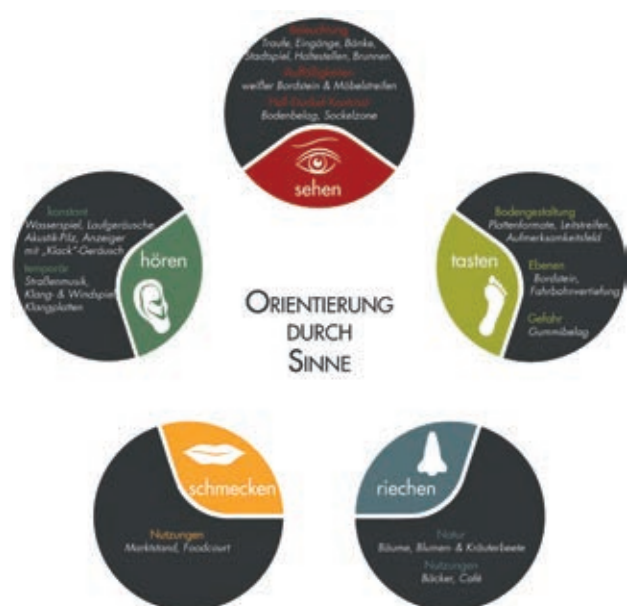 Beleuchtung
Traufe, Eingänge, Bänke,
Stadtspiel, Haltestellen, Brunnen
weißer Bordstein & Möbelstreifen
Hell-Dunkel-Kontrast
Bodenbelag, Sockelzone
sehen
konstant
Wasserspiel, Laufgeräusche,
Akustik-Pilz, Anzeiger
mit „Klack"-Geräusch
temporär
Straßenmusik,
Klang- & Windspiel
Klangplatten
hören
Bodengestaltung
Plattenformate, Leitstreifen,
Aufmerksamkeitsfeld
Ebenen
Bordstein,
Fahrbahnvertiefung
Gefahr
Gummibelag
tasten
ORIENTIERUNG
DURCH
SINNE
schmecken
Nutzungen
Marktstand, Foodcourt
riechen
Natur
Bäume, Blumen & Kräuterbeete
Nutzungen
Bäcker, Café